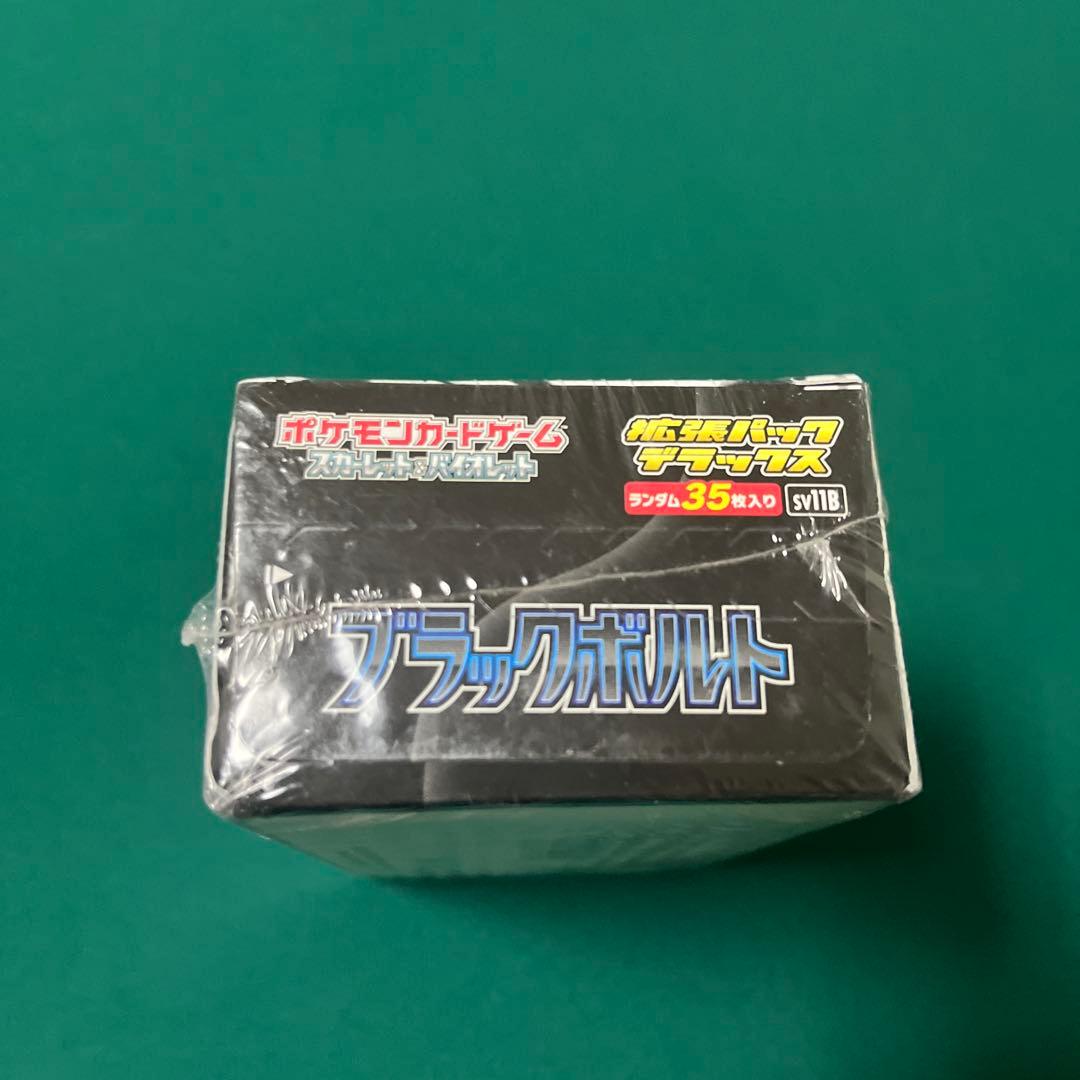 ポケモンカードゲーム
スカーレット&バイオレット
拡張パック
デラックス
ランダム35枚入り
sv11B
ブラックボルト